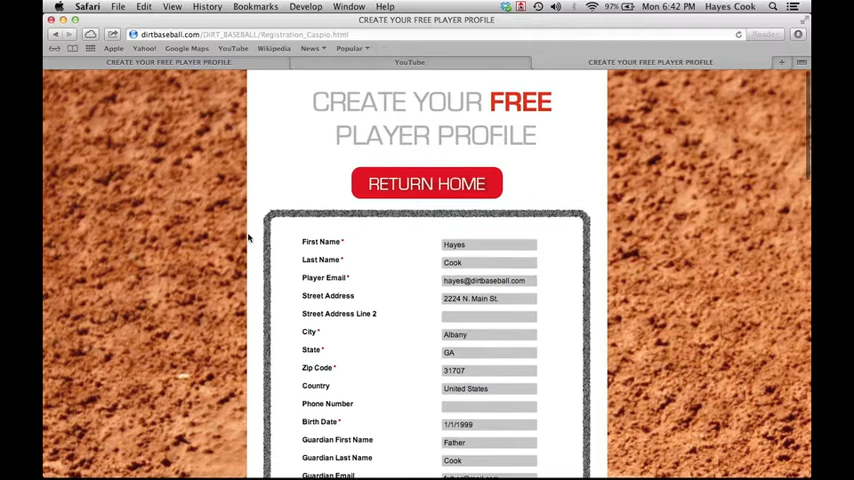 Safari File Edit View History Bookmarks Develop Window Help 97% Mon 6:42 PM Hayes Cook
CREATE YOUR FREE PLAYER PROFILE
dirtbaseball.com/DIRT_BASEBALL/Registration_Caspio.html Reader
Apple Yahoo! Google Maps YouTube Wikipedia News Popular
CREATE YOUR FREE PLAYER PROFILE YouTube CREATE YOUR FREE PLAYER PROFILE
CREATE YOUR FREE
PLAYER PROFILE
RETURN HOME
First Name* Hayes
Last Name* Cook
Player Email* hayes@dirtbaseball.com
Street Address 2224 N. Main St.
Street Address Line 2
City* Albany
State* GA
Zip Code* 31707
Country United States
Phone Number
Birth Date* 1/1/1999
Guardian First Name Father
Guardian Last Name Cook
Guardian Email